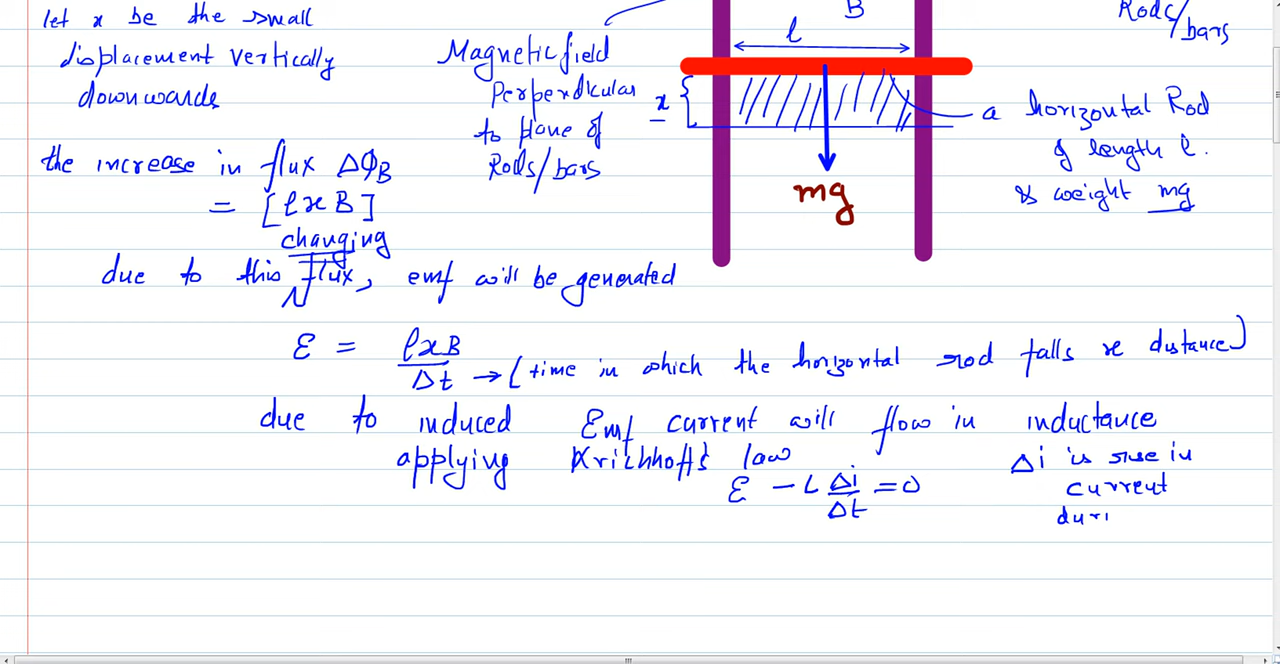 let x be the small
displacement vertically
downwards
the increase in flux ΔΦB
= [l x B]
changing
due to this flux, emf will be generated
Magnetic field
Perpendicular
to plane of
Rods/bars
B
l
x
mg
Rods/
bars
a horizontal Rod
of length l.
& weight mg
ε = lxB/Δt → (time in which the horizontal rod falls x distance)
due to induced Emf current will flow in inductance
applying Krichhoff's law
ε - L Δi/Δt = 0
Δi is rise in
current
duri